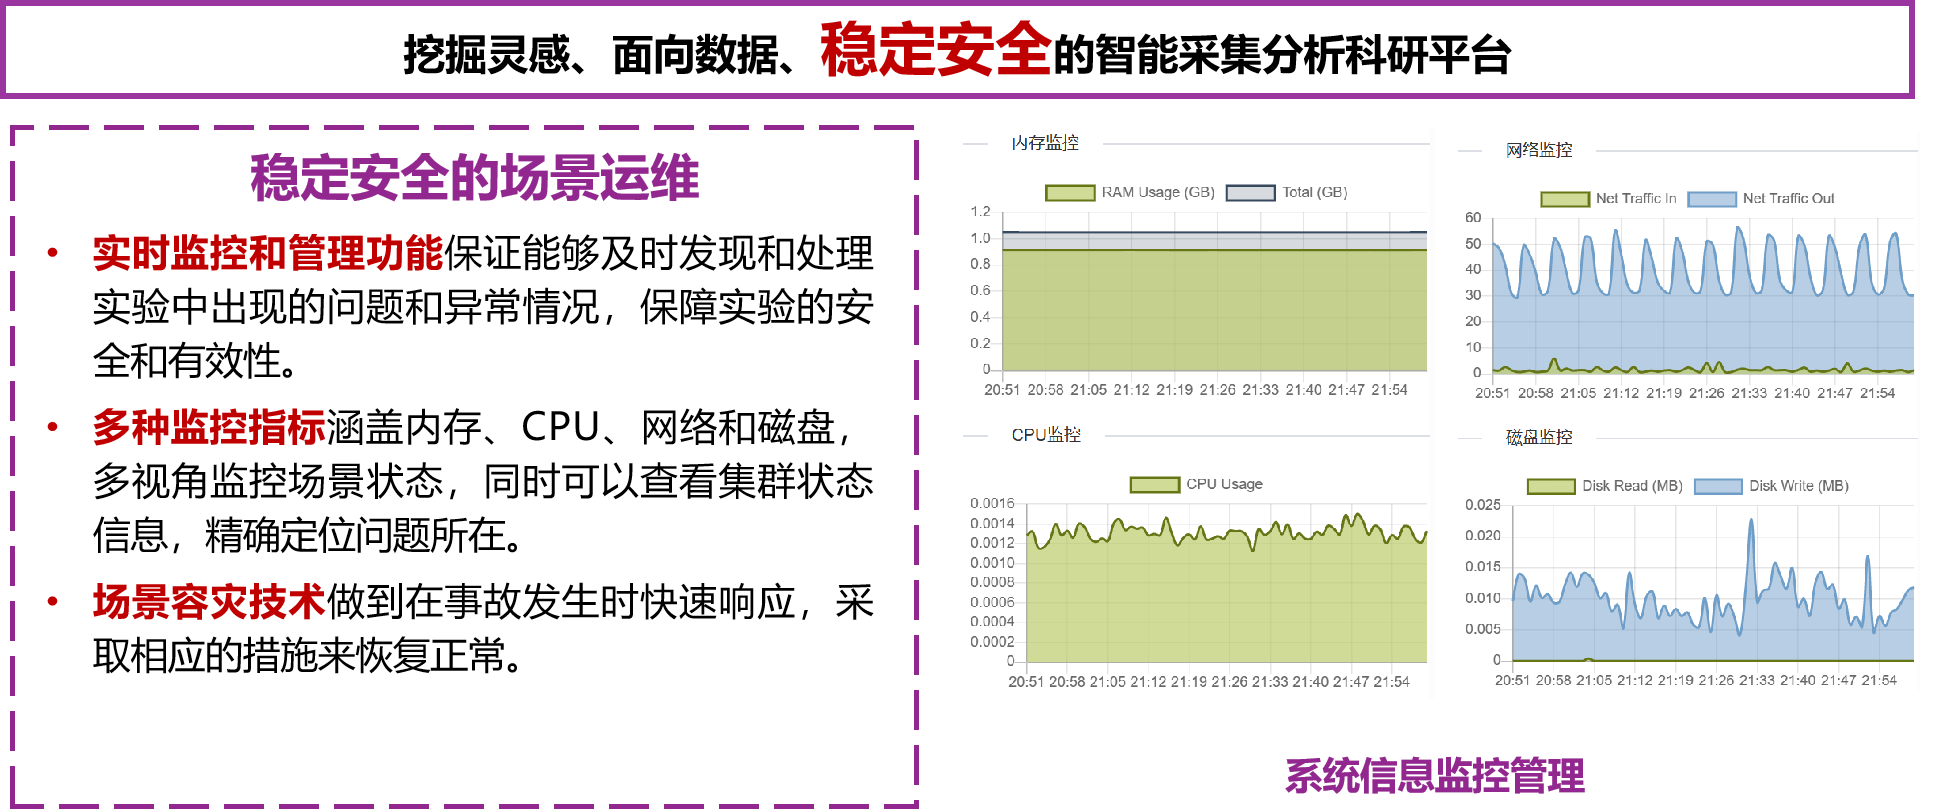 挖掘灵感、面向数据、稳定安全的智能采集分析科研平台
稳定安全的场景运维
• 实时监控和管理功能保证能够及时发现和处理
实验中出现的问题和异常情况，保障实验的安
全和有效性。
• 多种监控指标涵盖内存、CPU、网络和磁盘，
多视角监控场景状态，同时可以查看集群状态
信息，精确定位问题所在。
• 场景容灾技术做到在事故发生时快速响应，采
取相应的措施来恢复正常。
内存监控
RAM Usage (GB) Total (GB)
1.2
1.0
0.8
0.6
0.4
0.2
0
20:51 20:58 21:05 21:12 21:19 21:26 21:33 21:40 21:47 21:54
网络监控
Net Traffic In Net Traffic Out
60
50
40
30
20
10
0
20:51 20:58 21:05 21:12 21:19 21:26 21:33 21:40 21:47 21:54
CPU监控
CPU Usage
0.0016
0.0014
0.0012
0.0010
0.0008
0.0006
0.0004
0.0002
0
20:51 20:58 21:05 21:12 21:19 21:26 21:33 21:40 21:47 21:54
磁盘监控
Disk Read (MB) Disk Write (MB)
0.025
0.020
0.015
0.010
0.005
0
20:51 20:58 21:05 21:12 21:19 21:26 21:33 21:40 21:47 21:54
系统信息监控管理